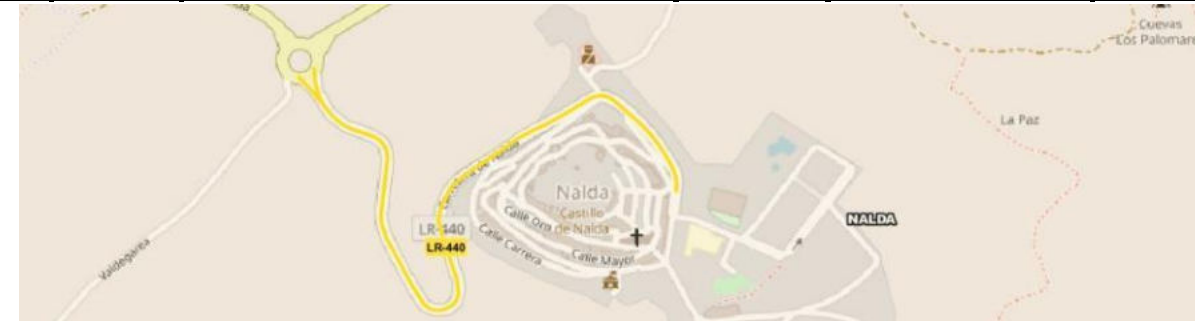 Cuevas
Los Palomare
La Paz
Carretera de Nalda
Nalda
Castillo
de Nalda
Calle Oro
NALDA
LR-440
LR-440
Calle Carrera
Calle Mayor
Valdegarea